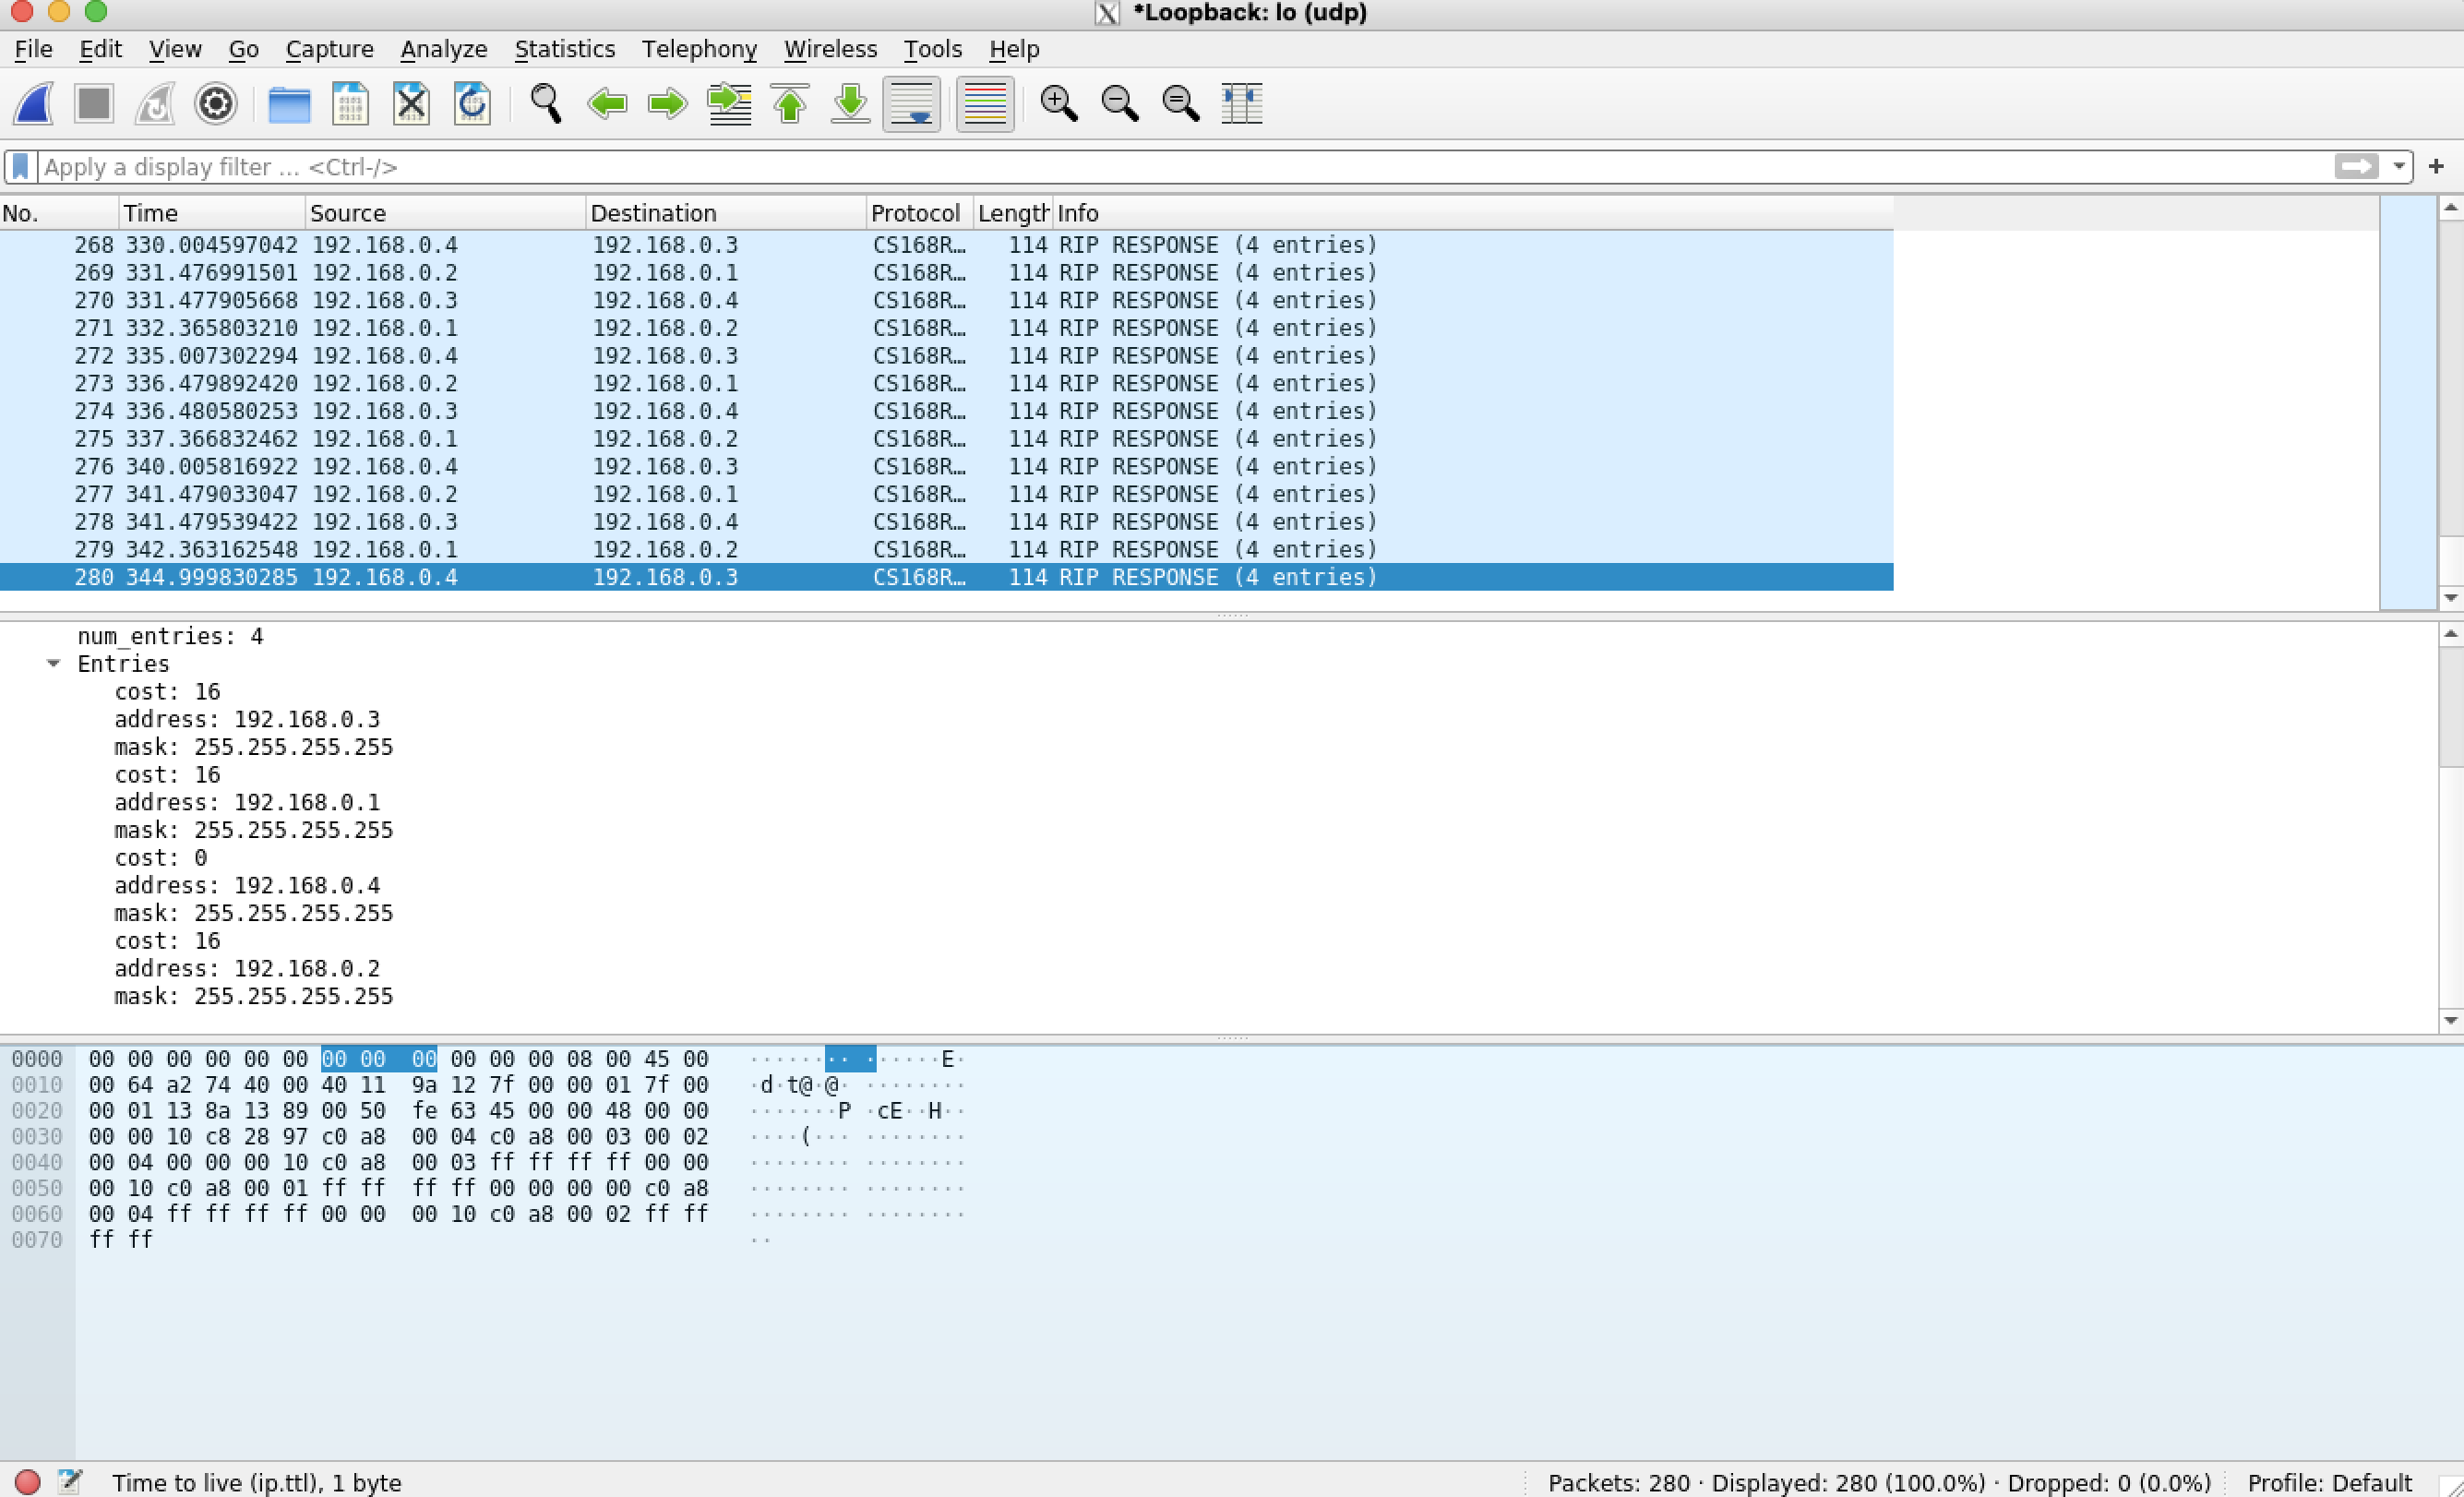 *Loopback: lo (udp)
File Edit View Go Capture Analyze Statistics Telephony Wireless Tools Help
Apply a display filter ... <Ctrl-/>
No. Time Source Destination Protocol Length Info
268 330.004597042 192.168.0.4 192.168.0.3 CS168R… 114 RIP RESPONSE (4 entries)
269 331.476991501 192.168.0.2 192.168.0.1 CS168R… 114 RIP RESPONSE (4 entries)
270 331.477905668 192.168.0.3 192.168.0.4 CS168R… 114 RIP RESPONSE (4 entries)
271 332.365803210 192.168.0.1 192.168.0.2 CS168R… 114 RIP RESPONSE (4 entries)
272 335.007302294 192.168.0.4 192.168.0.3 CS168R… 114 RIP RESPONSE (4 entries)
273 336.479892420 192.168.0.2 192.168.0.1 CS168R… 114 RIP RESPONSE (4 entries)
274 336.480580253 192.168.0.3 192.168.0.4 CS168R… 114 RIP RESPONSE (4 entries)
275 337.366832462 192.168.0.1 192.168.0.2 CS168R… 114 RIP RESPONSE (4 entries)
276 340.005816922 192.168.0.4 192.168.0.3 CS168R… 114 RIP RESPONSE (4 entries)
277 341.479033047 192.168.0.2 192.168.0.1 CS168R… 114 RIP RESPONSE (4 entries)
278 341.479539422 192.168.0.3 192.168.0.4 CS168R… 114 RIP RESPONSE (4 entries)
279 342.363162548 192.168.0.1 192.168.0.2 CS168R… 114 RIP RESPONSE (4 entries)
280 344.999830285 192.168.0.4 192.168.0.3 CS168R… 114 RIP RESPONSE (4 entries)
num_entries: 4
Entries
cost: 16
address: 192.168.0.3
mask: 255.255.255.255
cost: 16
address: 192.168.0.1
mask: 255.255.255.255
cost: 0
address: 192.168.0.4
mask: 255.255.255.255
cost: 16
address: 192.168.0.2
mask: 255.255.255.255
0000 00 00 00 00 00 00 00 00 00 00 00 00 08 00 45 00 ········ ······E·
0010 00 64 a2 74 40 00 40 11 9a 12 7f 00 00 01 7f 00 ·d·t@·@· ········
0020 00 01 13 8a 13 89 00 50 fe 63 45 00 00 48 00 00 ·······P ·cE··H··
0030 00 00 10 c8 28 97 c0 a8 00 04 c0 a8 00 03 00 02 ····(··· ········
0040 00 04 00 00 00 10 c0 a8 00 03 ff ff ff ff 00 00 ········ ········
0050 00 10 c0 a8 00 01 ff ff ff ff 00 00 00 00 c0 a8 ········ ········
0060 00 04 ff ff ff ff 00 00 00 10 c0 a8 00 02 ff ff ········ ········
0070 ff ff ··
Time to live (ip.ttl), 1 byte Packets: 280 · Displayed: 280 (100.0%) · Dropped: 0 (0.0%) Profile: Default